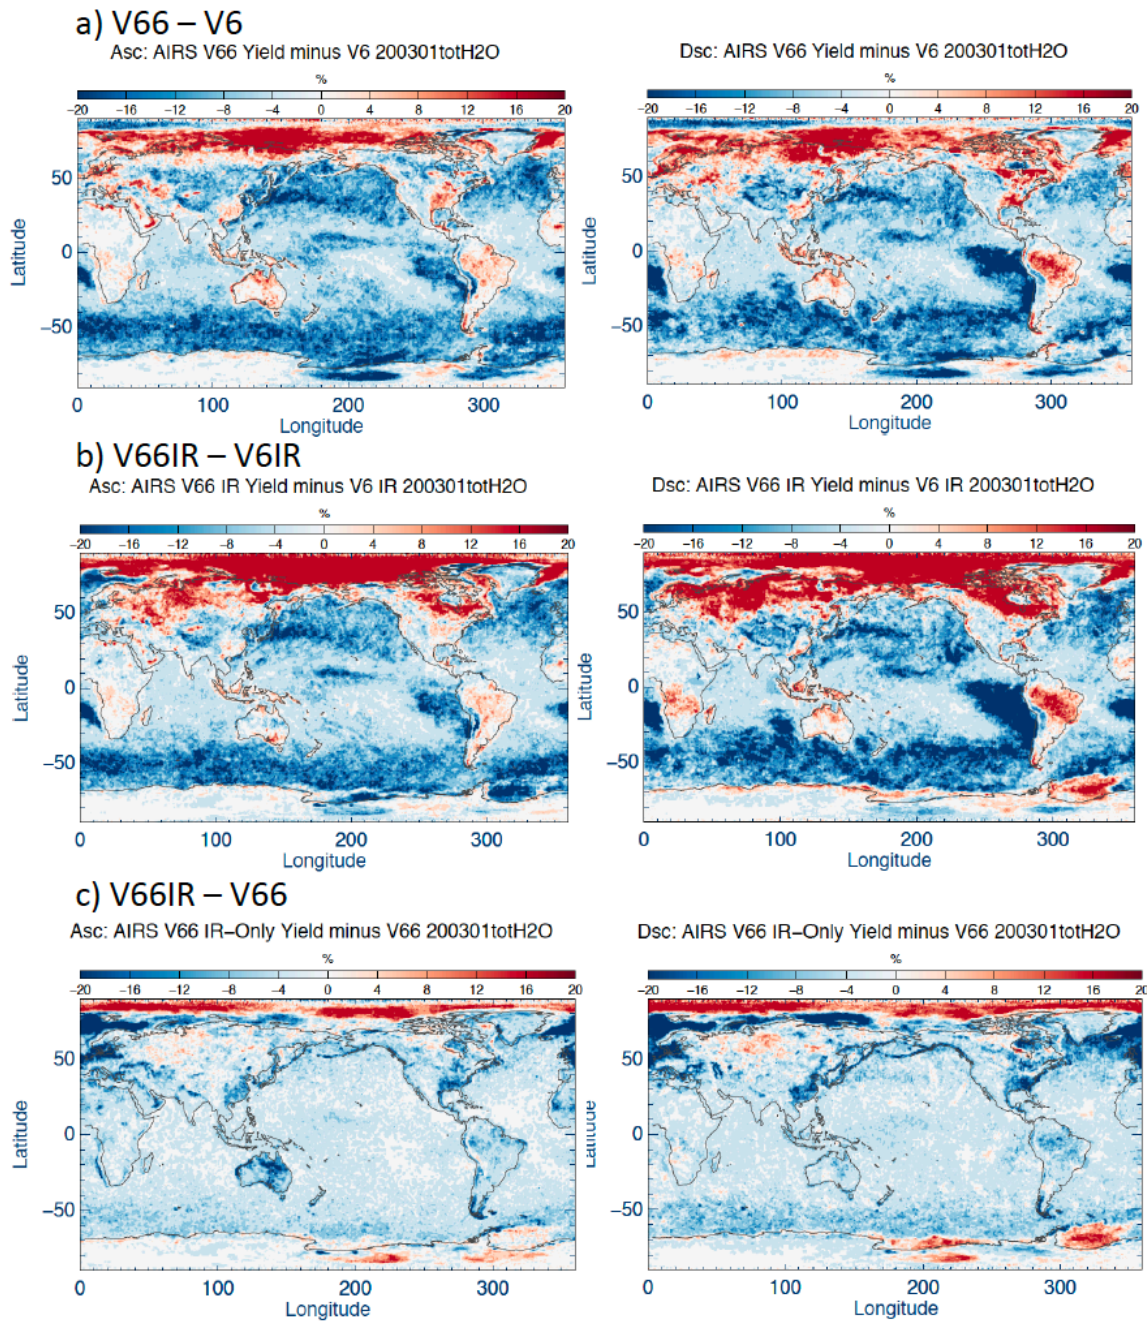 a) V66 – V6
Asc: AIRS V66 Yield minus V6 200301totH2O
%
-20 -16 -12 -8 -4 0 4 8 12 16 20
Latitude
50
0
-50
0 100 200 300
Longitude
Dsc: AIRS V66 Yield minus V6 200301totH2O
%
-20 -16 -12 -8 -4 0 4 8 12 16 20
Latitude
50
0
-50
0 100 200 300
Longitude
b) V66IR – V6IR
Asc: AIRS V66 IR Yield minus V6 IR 200301totH2O
%
-20 -16 -12 -8 -4 0 4 8 12 16 20
Latitude
50
0
-50
0 100 200 300
Longitude
Dsc: AIRS V66 IR Yield minus V6 IR 200301totH2O
%
-20 -16 -12 -8 -4 0 4 8 12 16 20
Latitude
50
0
-50
0 100 200 300
Longitude
c) V66IR – V66
Asc: AIRS V66 IR-Only Yield minus V66 200301totH2O
%
-20 -16 -12 -8 -4 0 4 8 12 16 20
Latitude
50
0
-50
0 100 200 300
Longitude
Dsc: AIRS V66 IR-Only Yield minus V66 200301totH2O
%
-20 -16 -12 -8 -4 0 4 8 12 16 20
Latitude
50
0
-50
0 100 200 300
Longitude